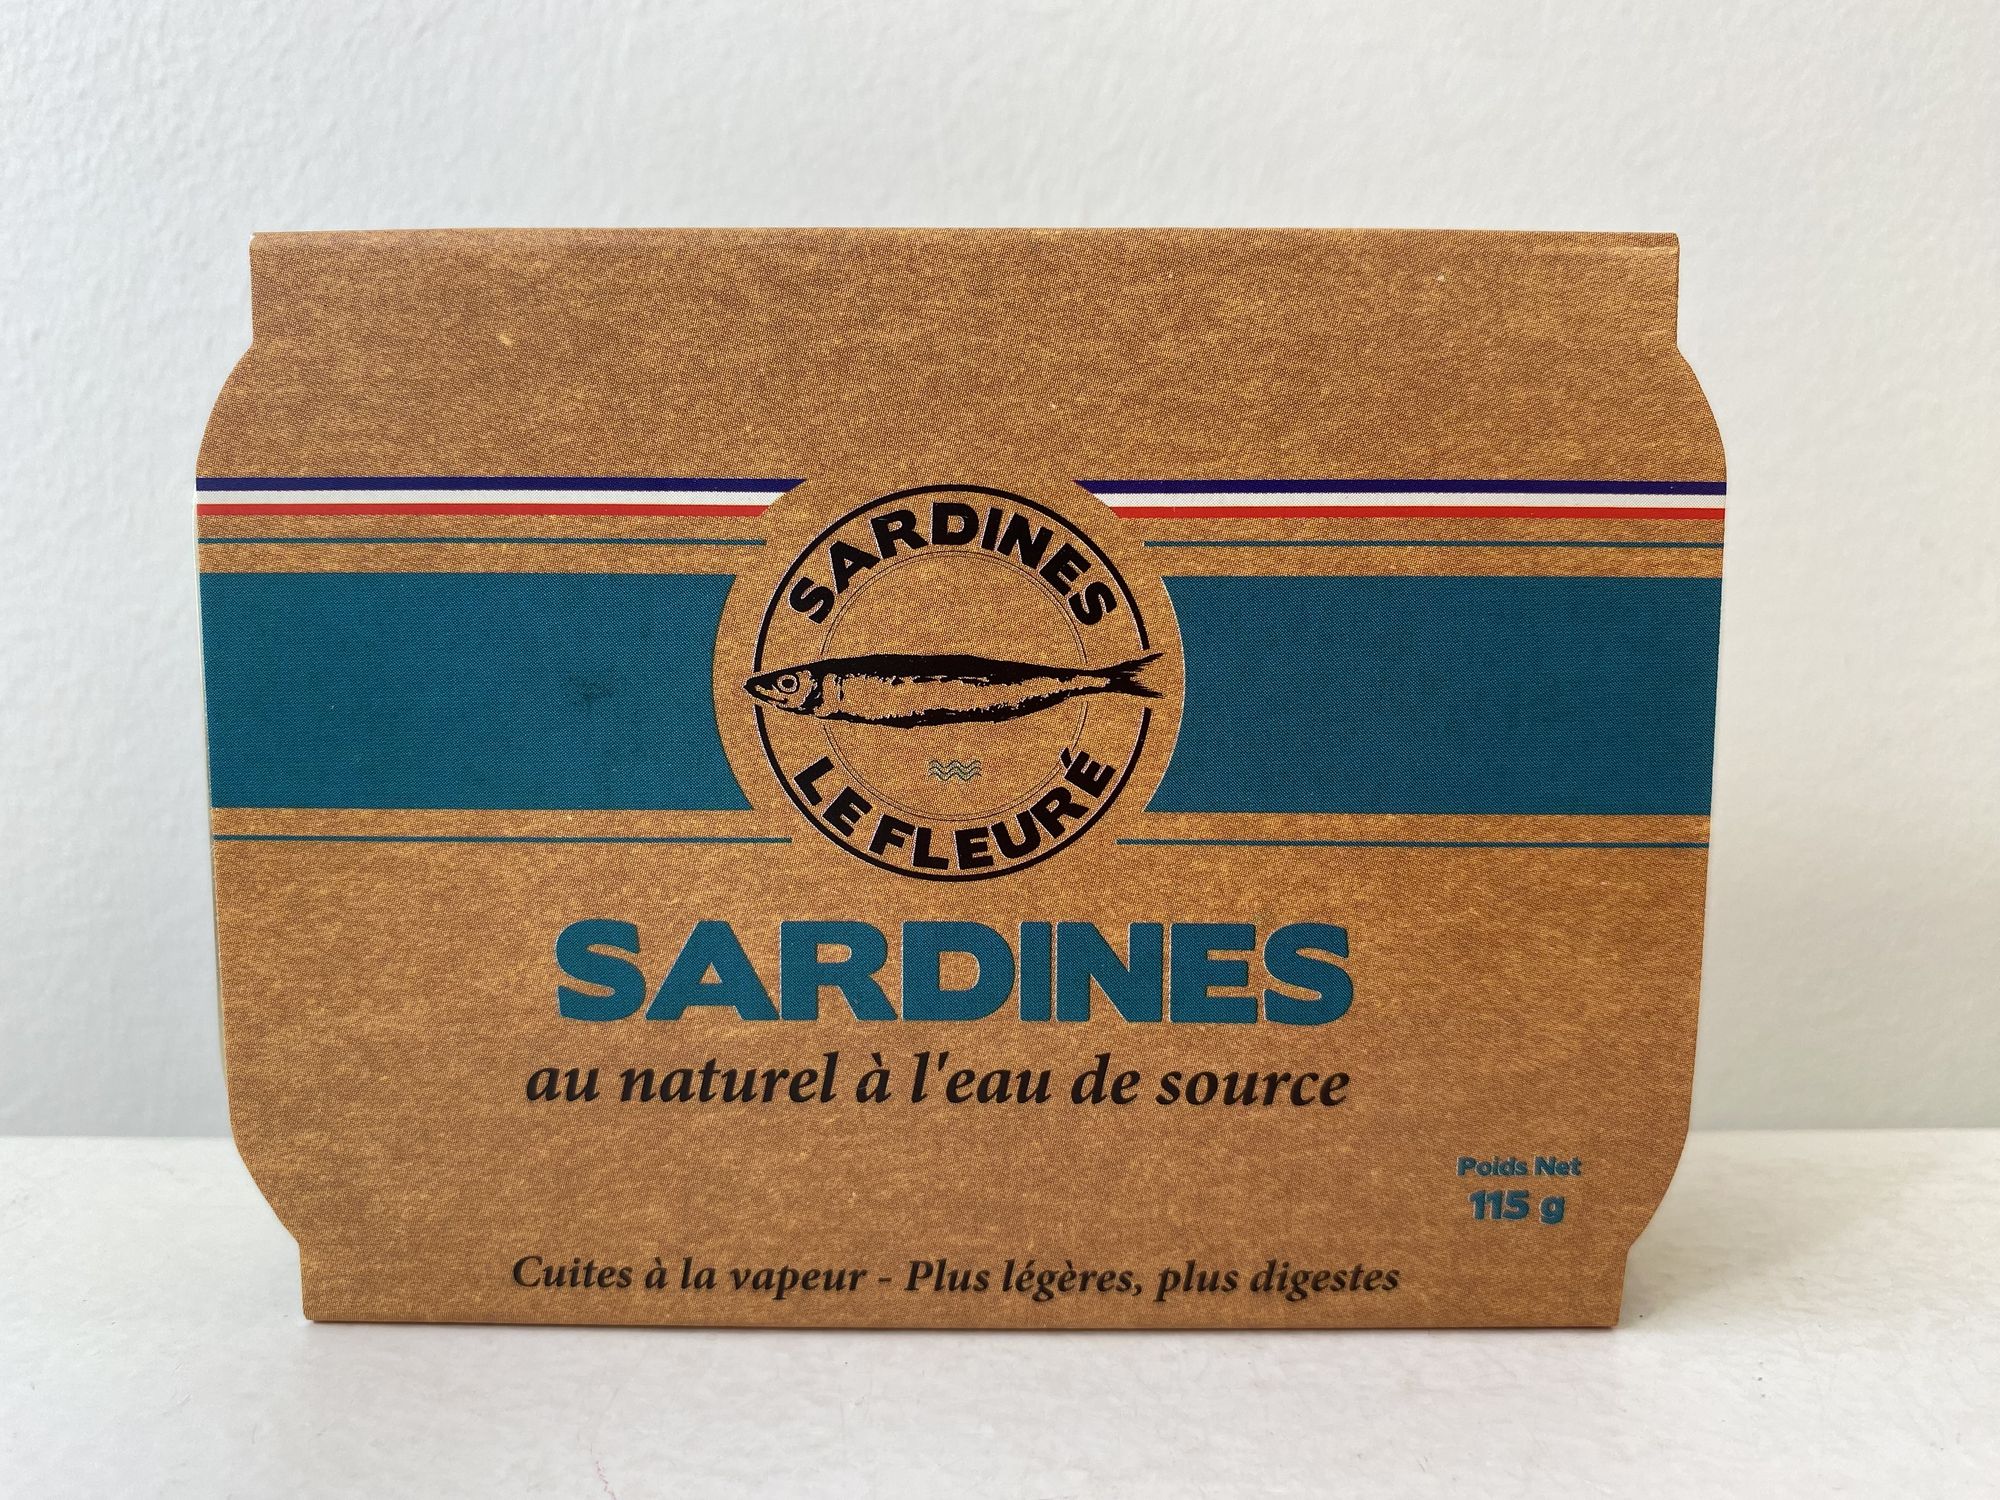 SARDINES
LE FLEURÉ
SARDINES
au naturel à l'eau de source
Poids Net
115 g
Cuites à la vapeur - Plus légères, plus digestes